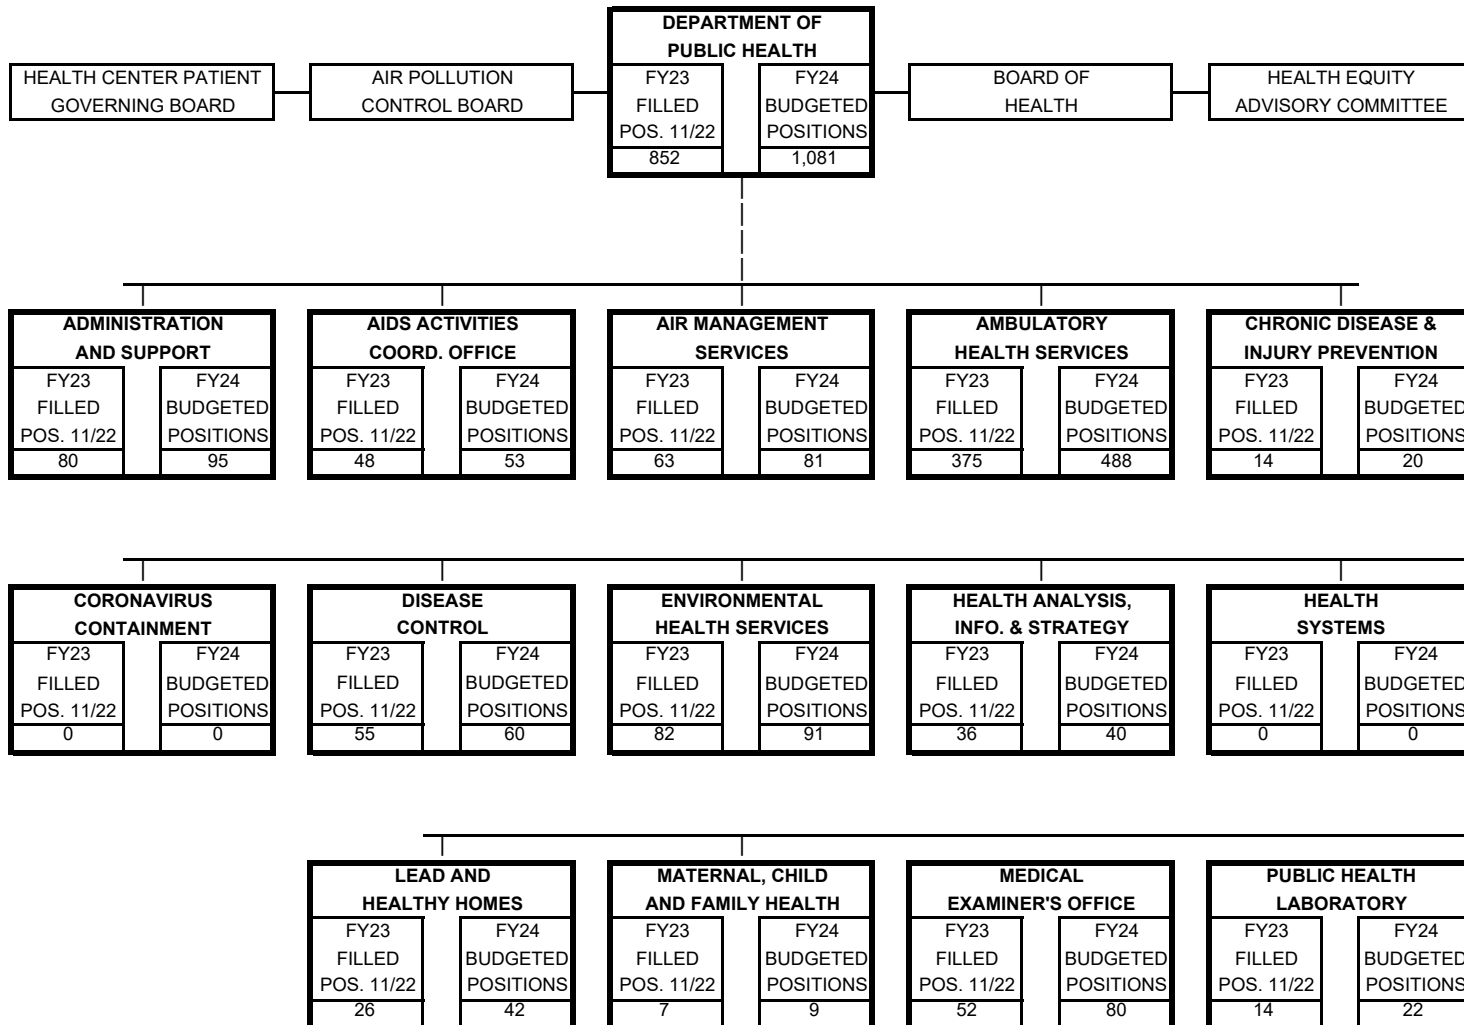 DEPARTMENT OF
PUBLIC HEALTH
HEALTH CENTER PATIENT
GOVERNING BOARD
AIR POLLUTION
CONTROL BOARD
FY23 FY24
FILLED BUDGETED
POS. 11/22 POSITIONS
852 1,081
BOARD OF
HEALTH
HEALTH EQUITY
ADVISORY COMMITTEE
ADMINISTRATION
AND SUPPORT
FY23 FY24
FILLED BUDGETED
POS. 11/22 POSITIONS
80 95
AIDS ACTIVITIES
COORD. OFFICE
FY23 FY24
FILLED BUDGETED
POS. 11/22 POSITIONS
48 53
AIR MANAGEMENT
SERVICES
FY23 FY24
FILLED BUDGETED
POS. 11/22 POSITIONS
63 81
AMBULATORY
HEALTH SERVICES
FY23 FY24
FILLED BUDGETED
POS. 11/22 POSITIONS
375 488
CHRONIC DISEASE &
INJURY PREVENTION
FY23 FY24
FILLED BUDGETED
POS. 11/22 POSITIONS
14 20
CORONAVIRUS
CONTAINMENT
FY23 FY24
FILLED BUDGETED
POS. 11/22 POSITIONS
0 0
DISEASE
CONTROL
FY23 FY24
FILLED BUDGETED
POS. 11/22 POSITIONS
55 60
ENVIRONMENTAL
HEALTH SERVICES
FY23 FY24
FILLED BUDGETED
POS. 11/22 POSITIONS
82 91
HEALTH ANALYSIS,
INFO. & STRATEGY
FY23 FY24
FILLED BUDGETED
POS. 11/22 POSITIONS
36 40
HEALTH
SYSTEMS
FY23 FY24
FILLED BUDGETED
POS. 11/22 POSITIONS
0 0
LEAD AND
HEALTHY HOMES
FY23 FY24
FILLED BUDGETED
POS. 11/22 POSITIONS
26 42
MATERNAL, CHILD
AND FAMILY HEALTH
FY23 FY24
FILLED BUDGETED
POS. 11/22 POSITIONS
7 9
MEDICAL
EXAMINER'S OFFICE
FY23 FY24
FILLED BUDGETED
POS. 11/22 POSITIONS
52 80
PUBLIC HEALTH
LABORATORY
FY23 FY24
FILLED BUDGETED
POS. 11/22 POSITIONS
14 22